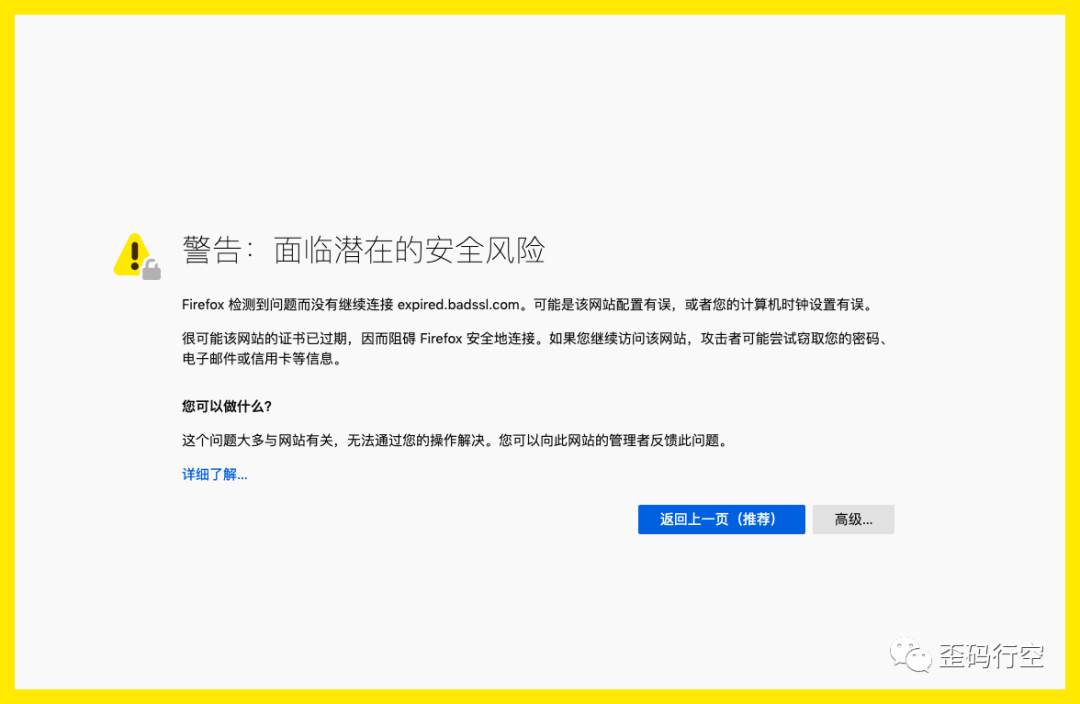 警告：面临潜在的安全风险
Firefox 检测到问题而没有继续连接 expired.badssl.com。可能是该网站配置有误，或者您的计算机时钟设置有误。
很可能该网站的证书已过期，因而阻碍 Firefox 安全地连接。如果您继续访问该网站，攻击者可能尝试窃取您的密码、
电子邮件或信用卡等信息。
您可以做什么？
这个问题大多与网站有关，无法通过您的操作解决。您可以向此网站的管理者反馈此问题。
详细了解...
返回上一页（推荐）
高级...
歪码行空